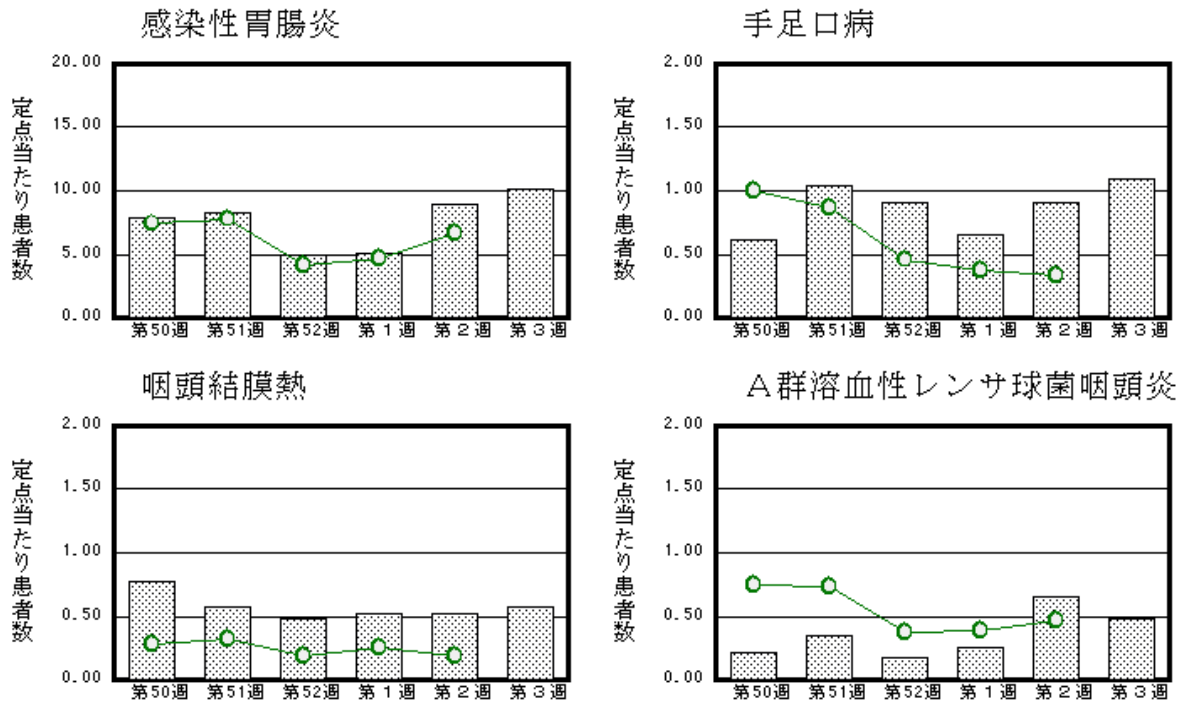 感染性胃腸炎
定点当たり患者数
20.00
15.00
10.00
5.00
0.00
第50週 第51週 第52週 第１週 第２週 第３週
手足口病
定点当たり患者数
2.00
1.50
1.00
0.50
0.00
第50週 第51週 第52週 第１週 第２週 第３週
咽頭結膜熱
定点当たり患者数
2.00
1.50
1.00
0.50
0.00
第50週 第51週 第52週 第１週 第２週 第３週
Ａ群溶血性レンサ球菌咽頭炎
定点当たり患者数
2.00
1.50
1.00
0.50
0.00
第50週 第51週 第52週 第１週 第２週 第３週